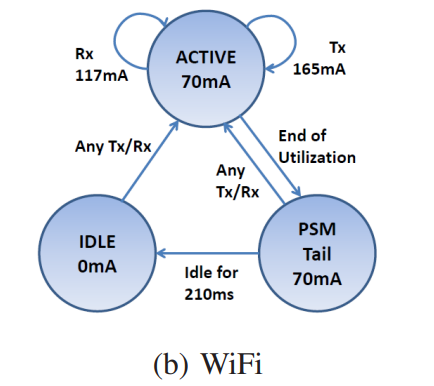 Rx
117mA
ACTIVE
70mA
Tx
165mA
Any Tx/Rx
End of
Utilization
Any
Tx/Rx
IDLE
0mA
Idle for
210ms
PSM
Tail
70mA
(b) WiFi